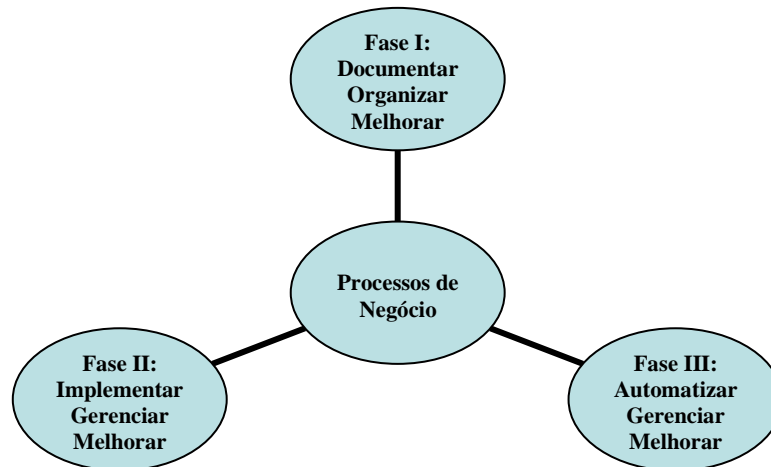 Fase I:
Documentar
Organizar
Melhorar
Processos de
Negócio
Fase II:
Implementar
Gerenciar
Melhorar
Fase III:
Automatizar
Gerenciar
Melhorar